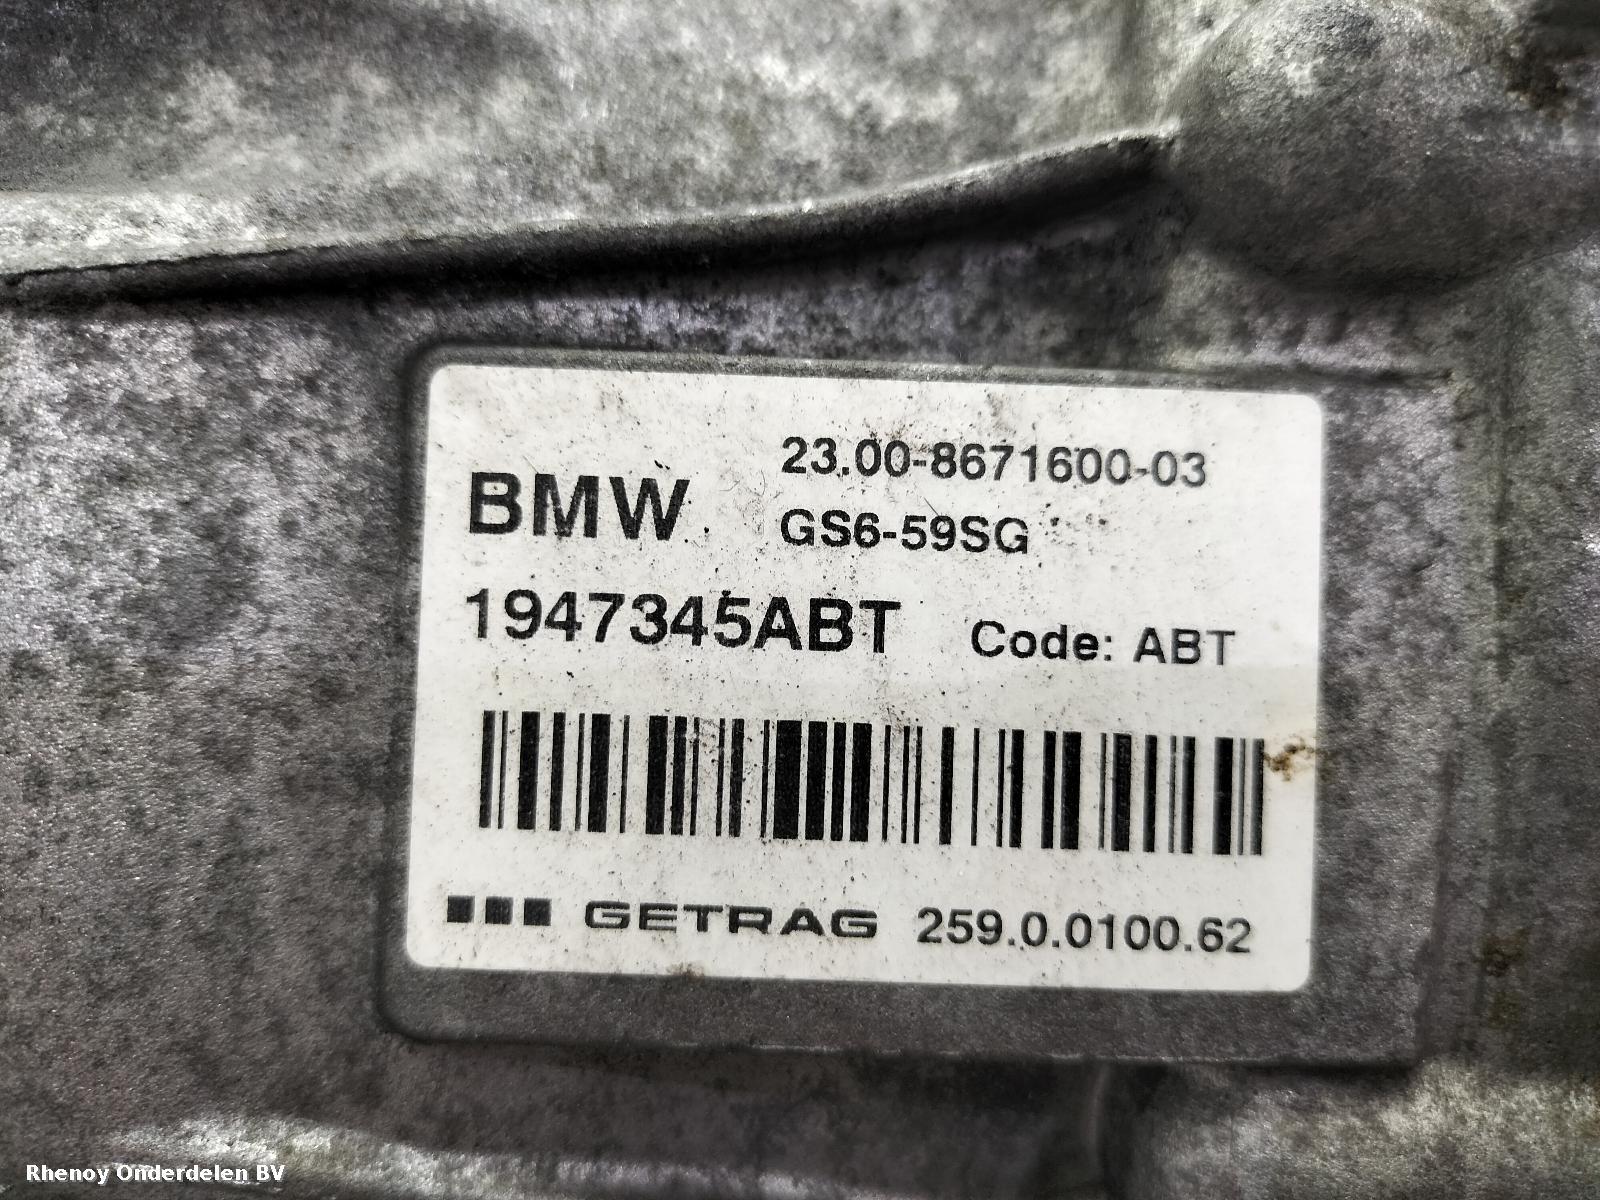 BMW 23.00-8671600-03
GS6-59SG
1947345ABT Code: ABT
GETRAG 259.0.0100.62
Rhenoy Onderdelen BV